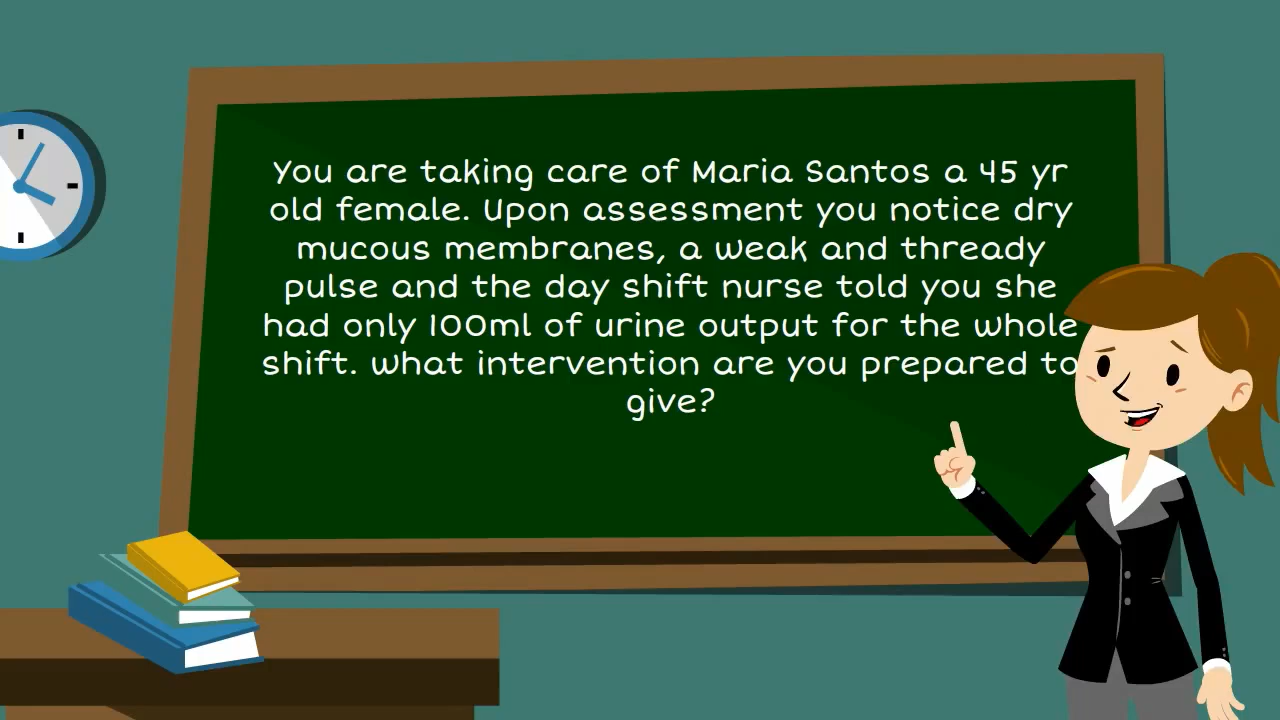 You are taking care of Maria Santos a 45 yr
old female. Upon assessment you notice dry
mucous membranes, a weak and thready
pulse and the day shift nurse told you she
had only 100ml of urine output for the whole
shift. What intervention are you prepared to
give?